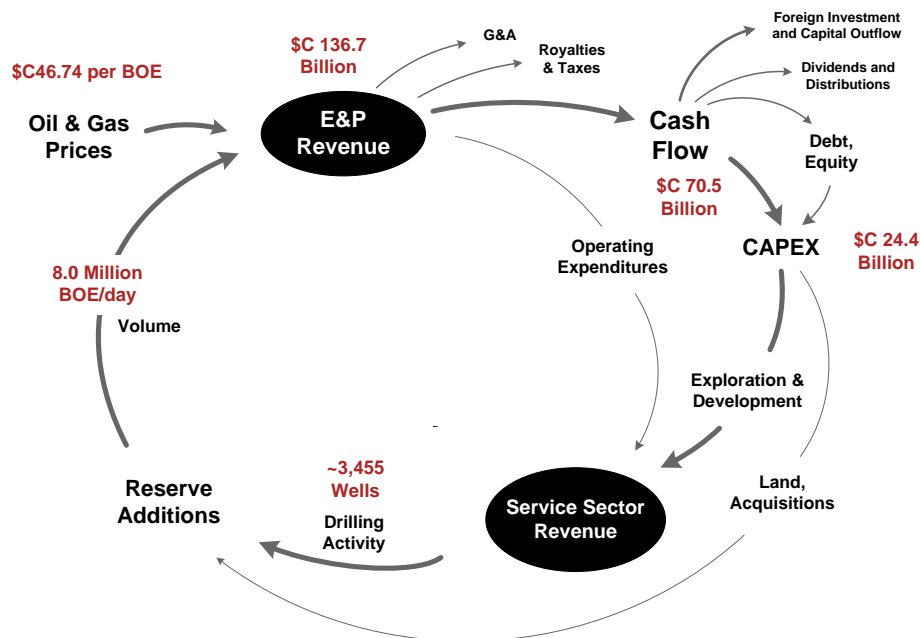 $C46.74 per BOE
Oil & Gas
Prices
$C 136.7
Billion
E&P
Revenue
G&A
Royalties
& Taxes
Foreign Investment
and Capital Outflow
Dividends and
Distributions
Cash
Flow
Debt,
Equity
$C 70.5
Billion
CAPEX
$C 24.4
Billion
Operating
Expenditures
8.0 Million
BOE/day
Volume
Exploration &
Development
Land,
Acquisitions
Service Sector
Revenue
~3,455
Wells
Drilling
Activity
Reserve
Additions